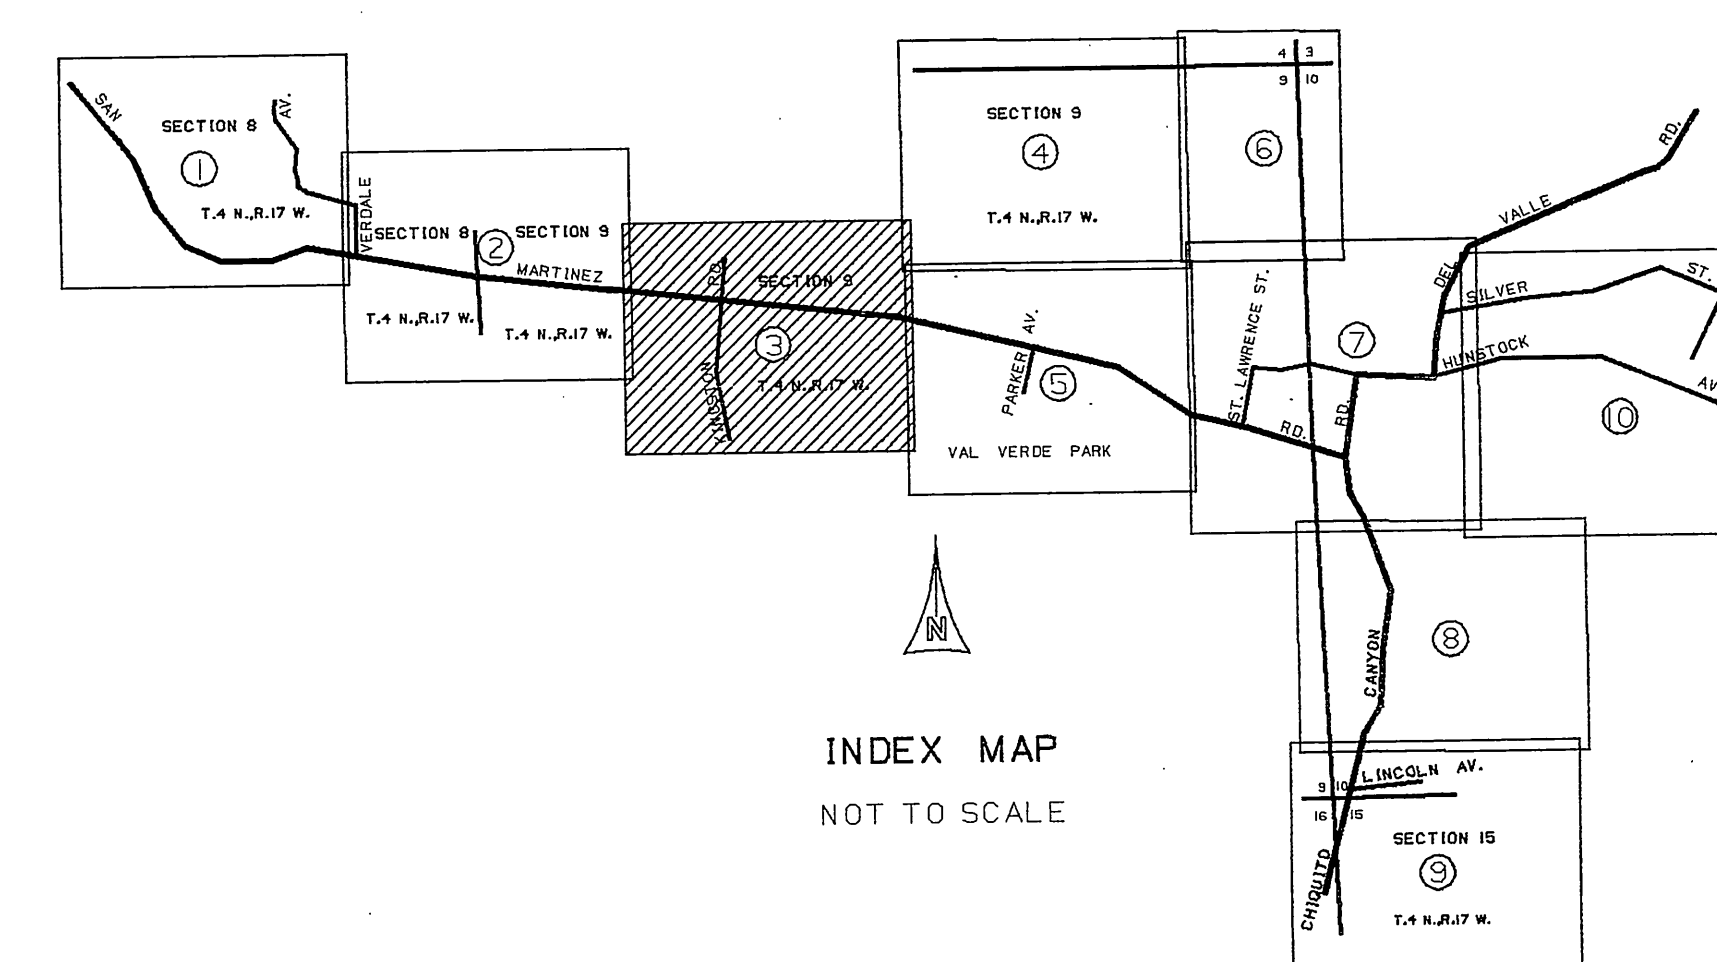 SAN
AV.
SECTION 8
1
T.4 N.,R.17 W.
VERDALE
SECTION 8
2
SECTION 9
MARTINEZ
T.4 N.,R.17 W.
T.4 N.,R.17 W.
RD.
SECTION 9
3
KINGSTON
T.4 N.,R.17 W.
SECTION 9
4
T.4 N.,R.17 W.
4 3
9 10
6
PARKER AV.
5
VAL VERDE PARK
ST. LAWRENCE ST.
RD.
RD.
7
DEL
VALLE
RD.
SILVER
ST.
HUNSTOCK
AV
10
8
CANYON
N
INDEX MAP
NOT TO SCALE
9 10
LINCOLN AV.
16 15
SECTION 15
9
CHIQUITO
T.4 N.,R.17 W.